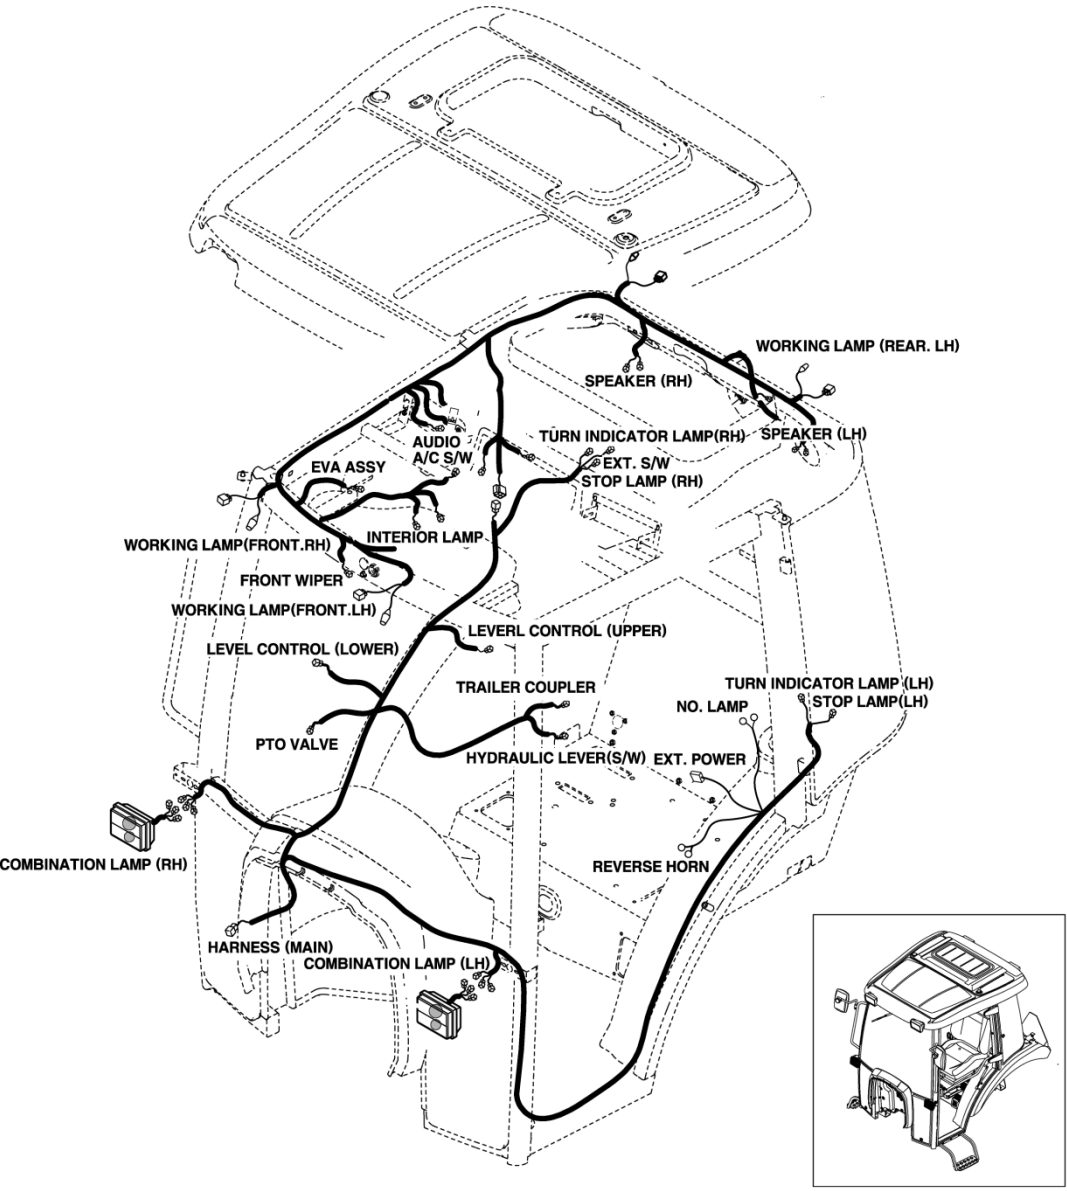 WORKING LAMP (REAR. LH)
SPEAKER (RH)
TURN INDICATOR LAMP(RH)
SPEAKER (LH)
AUDIO
A/C S/W
EXT. S/W
STOP LAMP (RH)
EVA ASSY
INTERIOR LAMP
WORKING LAMP(FRONT.RH)
FRONT WIPER
WORKING LAMP(FRONT.LH)
LEVERL CONTROL (UPPER)
LEVEL CONTROL (LOWER)
TRAILER COUPLER
TURN INDICATOR LAMP (LH)
STOP LAMP(LH)
NO. LAMP
PTO VALVE
HYDRAULIC LEVER(S/W)
EXT. POWER
COMBINATION LAMP (RH)
REVERSE HORN
HARNESS (MAIN)
COMBINATION LAMP (LH)